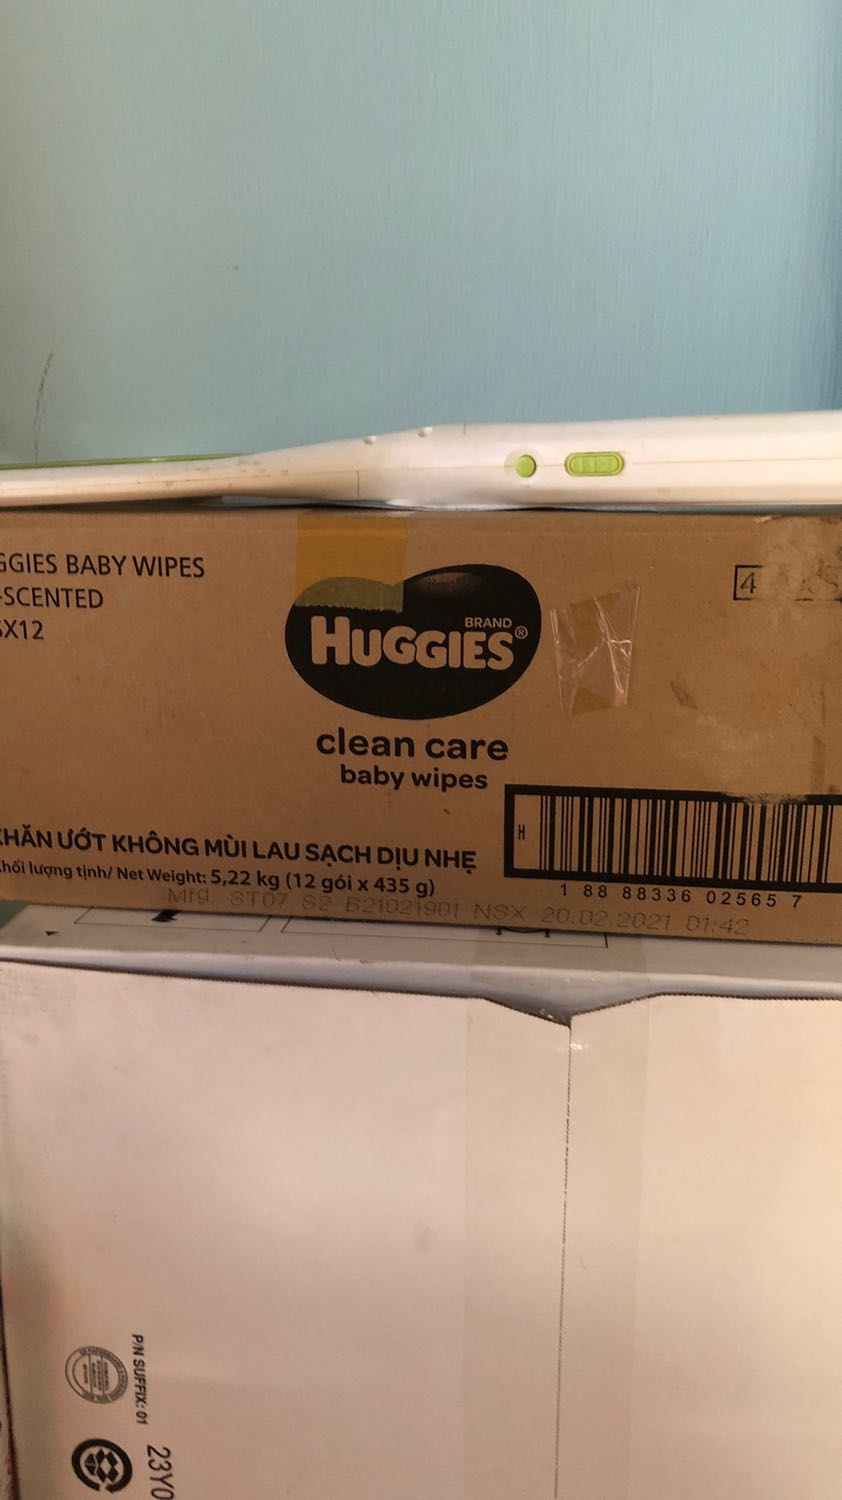 GGIES BABY WIPES
-SCENTED
X12
BRAND
HUGGIES®
clean care
baby wipes
KHĂN ƯỚT KHÔNG MÙI LAU SẠCH DỊU NHẸ
Khối lượng tịnh/ Net Weight: 5,22 kg (12 gói x 435 g)
Mfg. ST07 S2 B21021901 NSX 20.02.2021 01:42
4
H
1 88 88336 02565 7
P/N SUFFIX: 01
23Y0